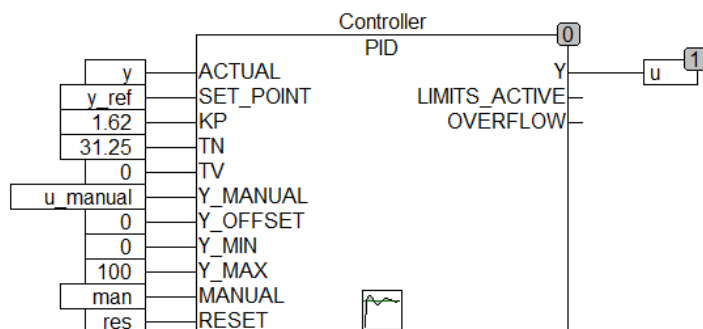 Controller
0
PID
y ACTUAL Y u 1
y_ref SET_POINT LIMITS_ACTIVE
1.62 KP OVERFLOW
31.25 TN
0 TV
u_manual Y_MANUAL
0 Y_OFFSET
0 Y_MIN
100 Y_MAX
man MANUAL
res RESET